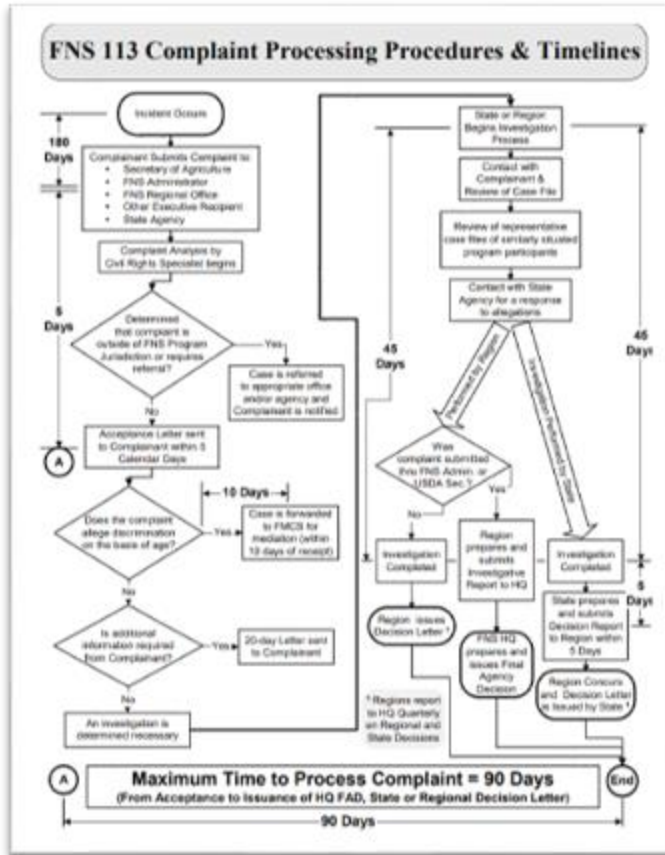 FNS 113 Complaint Processing Procedures & Timelines
Incident Occurs
180
Days
Complainant Submits Complaint to
• Secretary of Agriculture
• FNS Administrator
• FNS Regional Office
• Other Executive Recipient
• State Agency
Complaint Analysis by
Civil Rights Specialist begins
5
Days
Determined
that complaint is
outside of FNS Program
Jurisdiction or requires
referral?
Yes
Case is referred
to appropriate office
and/or agency and
Complainant is notified
No
Acceptance Letter sent
to Complainant within 5
Calendar Days
A
10 Days
Does the complaint
allege discrimination
on the basis of age?
Yes
Case is forwarded
to FMCS for
mediation (within
10 days of receipt)
No
Is additional
information required
from Complainant?
Yes
20-day Letter sent
to Complainant
No
An investigation is
determined necessary
State or Region
Begins Investigation
Process
Contact with
Complainant &
Review of Case File
Review of representative
case files of similarly situated
program participants
Contact with State
Agency for a response
to allegations
45
Days
45
Days
Performed by Region
Investigation Performed by State
Was
complaint submitted
thru FNS Admin. or
USDA Sec.?
No
Yes
Investigation
Completed
Region
prepares and
submits
Investigative
Report to HQ
Investigation
Completed
5
Days
Region issues
Decision Letter ¹
FNS HQ
prepares and
issues Final
Agency
Decision
State prepares
and submits
Decision Report
to Region within
5 Days
Region Concurs
and Decision Letter
is Issued by State ¹
¹ Regions report
to HQ Quarterly
on Regional and
State Decisions
A
Maximum Time to Process Complaint = 90 Days
(From Acceptance to Issuance of HQ FAD, State or Regional Decision Letter)
End
90 Days